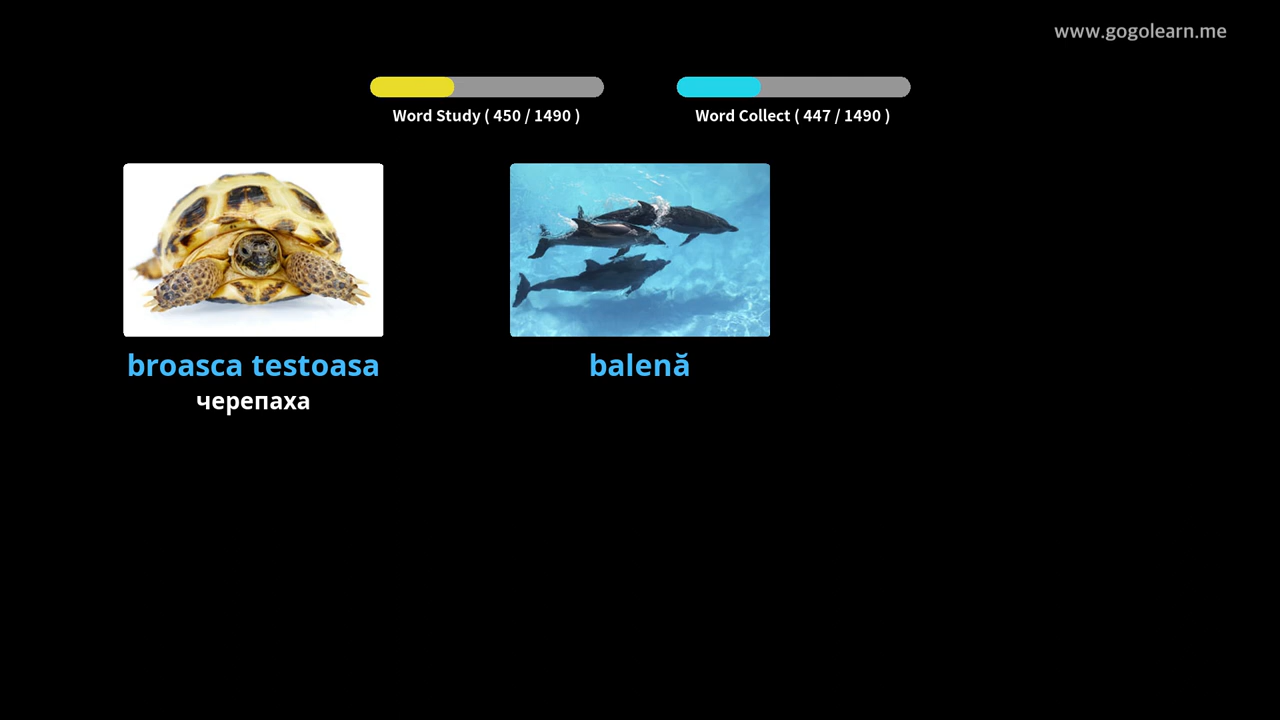 www.gogolearn.me
Word Study ( 450 / 1490 )
Word Collect ( 447 / 1490 )
broasca testoasa
черепаха
balenă